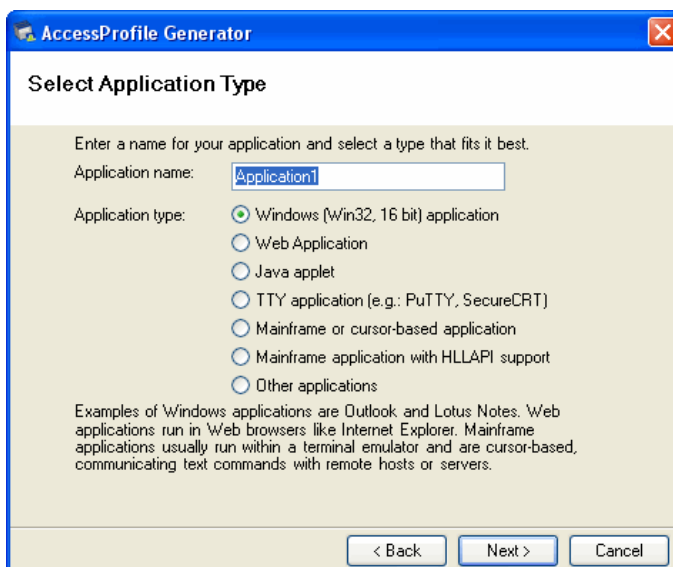 AccessProfile Generator
Select Application Type
Enter a name for your application and select a type that fits it best.
Application name: Application1
Application type: Windows (Win32, 16 bit) application
Web Application
Java applet
TTY application (e.g.: PuTTY, SecureCRT)
Mainframe or cursor-based application
Mainframe application with HLLAPI support
Other applications
Examples of Windows applications are Outlook and Lotus Notes. Web
applications run in Web browsers like Internet Explorer. Mainframe
applications usually run within a terminal emulator and are cursor-based,
communicating text commands with remote hosts or servers.
< Back Next > Cancel